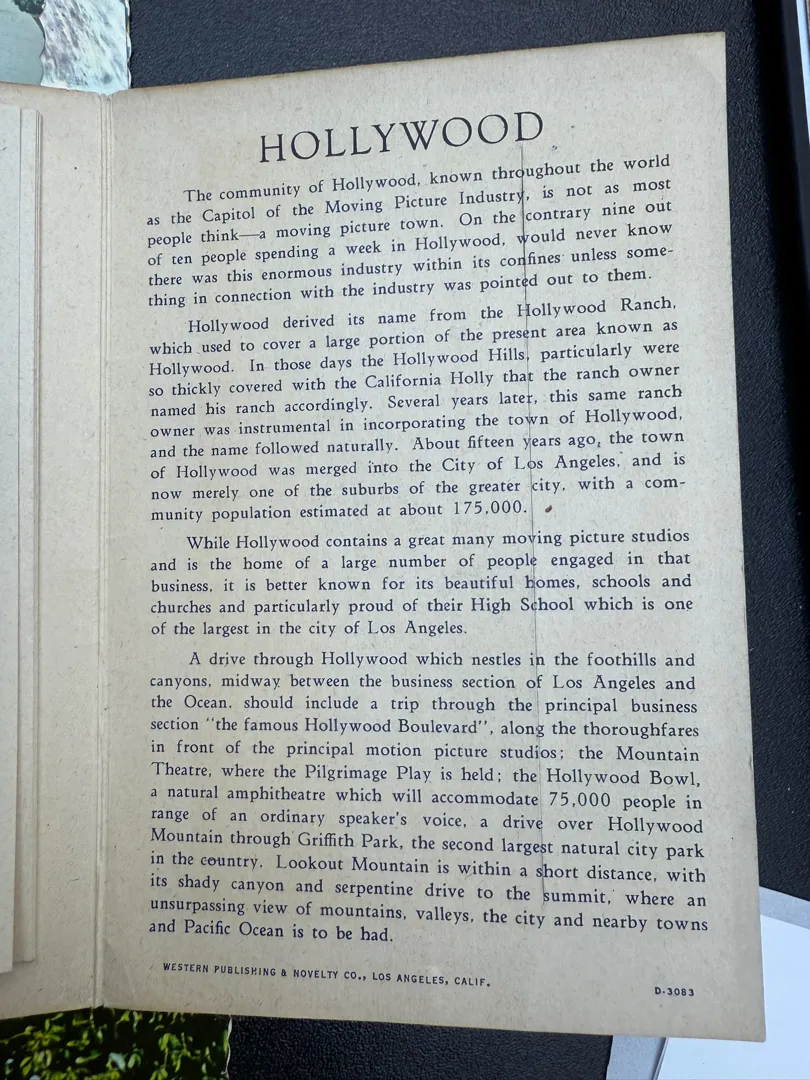 HOLLYWOOD
The community of Hollywood, known throughout the world
as the Capitol of the Moving Picture Industry, is not as most
people think—a moving picture town. On the contrary nine out
of ten people spending a week in Hollywood, would never know
there was this enormous industry within its confines unless some-
thing in connection with the industry was pointed out to them.
Hollywood derived its name from the Hollywood Ranch,
which used to cover a large portion of the present area known as
Hollywood. In those days the Hollywood Hills, particularly were
so thickly covered with the California Holly that the ranch owner
named his ranch accordingly. Several years later, this same ranch
owner was instrumental in incorporating the town of Hollywood,
and the name followed naturally. About fifteen years ago, the town
of Hollywood was merged into the City of Los Angeles, and is
now merely one of the suburbs of the greater city, with a com-
munity population estimated at about 175,000.
While Hollywood contains a great many moving picture studios
and is the home of a large number of people engaged in that
business, it is better known for its beautiful homes, schools and
churches and particularly proud of their High School which is one
of the largest in the city of Los Angeles.
A drive through Hollywood which nestles in the foothills and
canyons, midway between the business section of Los Angeles and
the Ocean, should include a trip through the principal business
section "the famous Hollywood Boulevard", along the thoroughfares
in front of the principal motion picture studios; the Mountain
Theatre, where the Pilgrimage Play is held; the Hollywood Bowl,
a natural amphitheatre which will accommodate 75,000 people in
range of an ordinary speaker's voice, a drive over Hollywood
Mountain through Griffith Park, the second largest natural city park
in the country. Lookout Mountain is within a short distance, with
its shady canyon and serpentine drive to the summit, where an
unsurpassing view of mountains, valleys, the city and nearby towns
and Pacific Ocean is to be had.
WESTERN PUBLISHING & NOVELTY CO., LOS ANGELES, CALIF.
D-3083